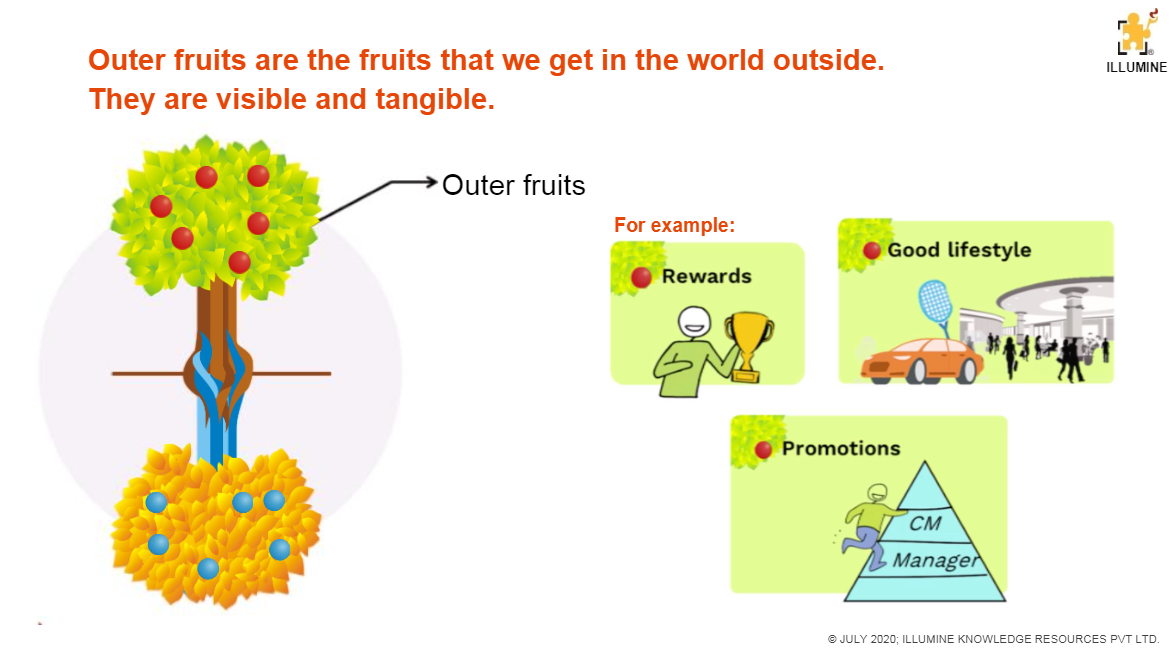 Outer fruits are the fruits that we get in the world outside.
They are visible and tangible.
®
ILLUMINE
Outer fruits
For example:
Rewards
Good lifestyle
Promotions
CM
Manager
© JULY 2020; ILLUMINE KNOWLEDGE RESOURCES PVT LTD.